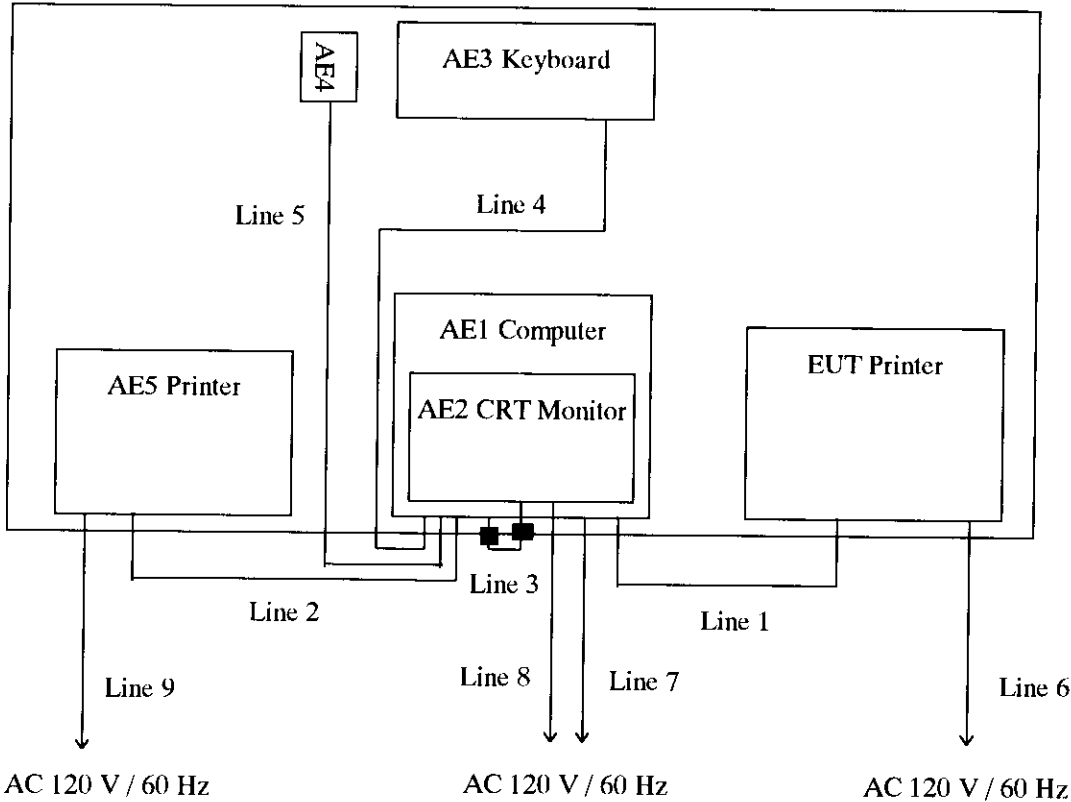 AE4
AE3 Keyboard
Line 5
Line 4
AE1 Computer
AE5 Printer
AE2 CRT Monitor
EUT Printer
Line 2
Line 3
Line 1
Line 9
Line 8
Line 7
Line 6
AC 120 V / 60 Hz
AC 120 V / 60 Hz
AC 120 V / 60 Hz